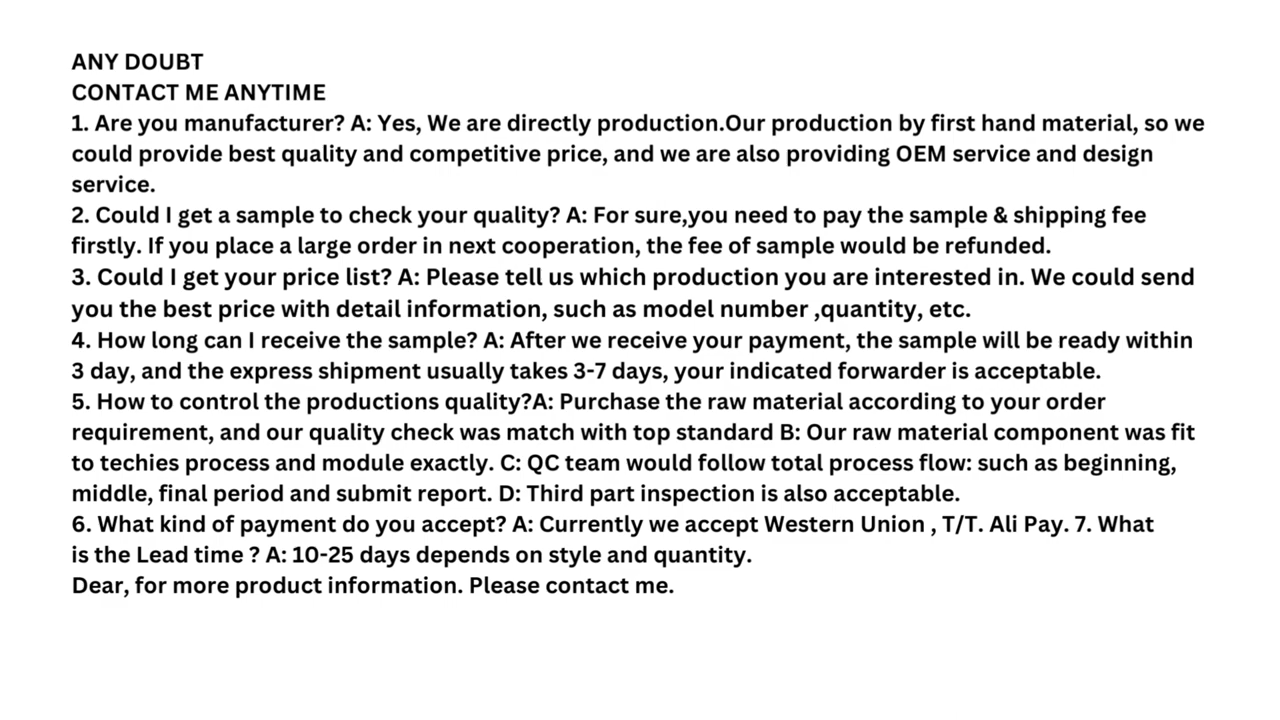 ANY DOUBT
CONTACT ME ANYTIME
1. Are you manufacturer? A: Yes, We are directly production.Our production by first hand material, so we
could provide best quality and competitive price, and we are also providing OEM service and design
service.
2. Could I get a sample to check your quality? A: For sure,you need to pay the sample & shipping fee
firstly. If you place a large order in next cooperation, the fee of sample would be refunded.
3. Could I get your price list? A: Please tell us which production you are interested in. We could send
you the best price with detail information, such as model number ,quantity, etc.
4. How long can I receive the sample? A: After we receive your payment, the sample will be ready within
3 day, and the express shipment usually takes 3-7 days, your indicated forwarder is acceptable.
5. How to control the productions quality?A: Purchase the raw material according to your order
requirement, and our quality check was match with top standard B: Our raw material component was fit
to techies process and module exactly. C: QC team would follow total process flow: such as beginning,
middle, final period and submit report. D: Third part inspection is also acceptable.
6. What kind of payment do you accept? A: Currently we accept Western Union , T/T. Ali Pay. 7. What
is the Lead time ? A: 10-25 days depends on style and quantity.
Dear, for more product information. Please contact me.